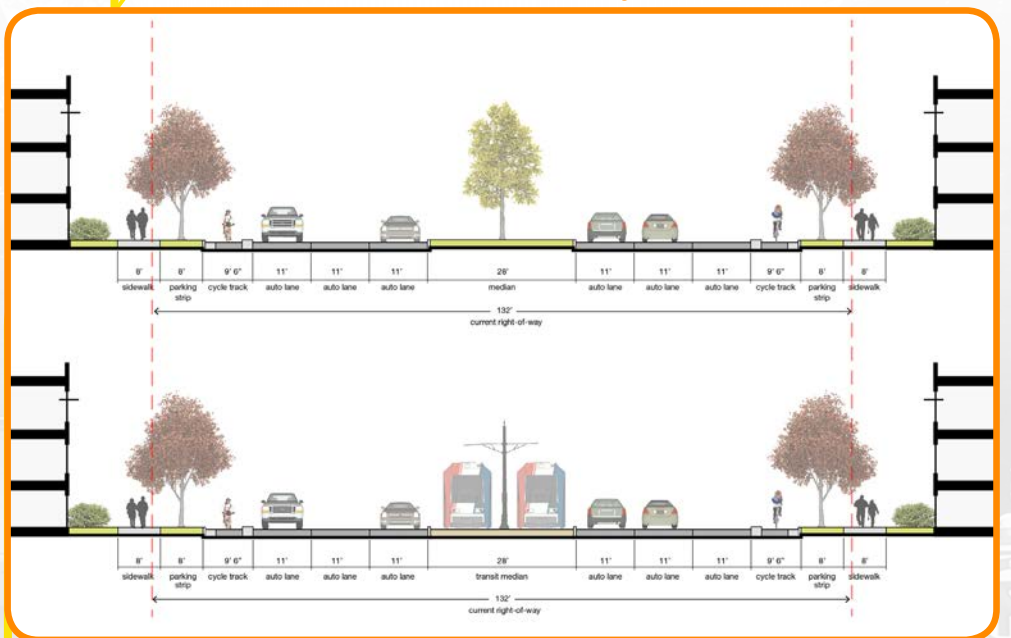 8' 8' 9' 6" 11' 11' 11' 28' 11' 11' 11' 9' 6" 8' 8'
sidewalk parking strip cycle track auto lane auto lane auto lane median auto lane auto lane auto lane cycle track parking strip sidewalk
132'
current right-of-way
8' 8' 9' 6" 11' 11' 11' 28' 11' 11' 11' 9' 6" 8' 8'
sidewalk parking strip cycle track auto lane auto lane auto lane transit median auto lane auto lane auto lane cycle track parking strip sidewalk
132'
current right-of-way